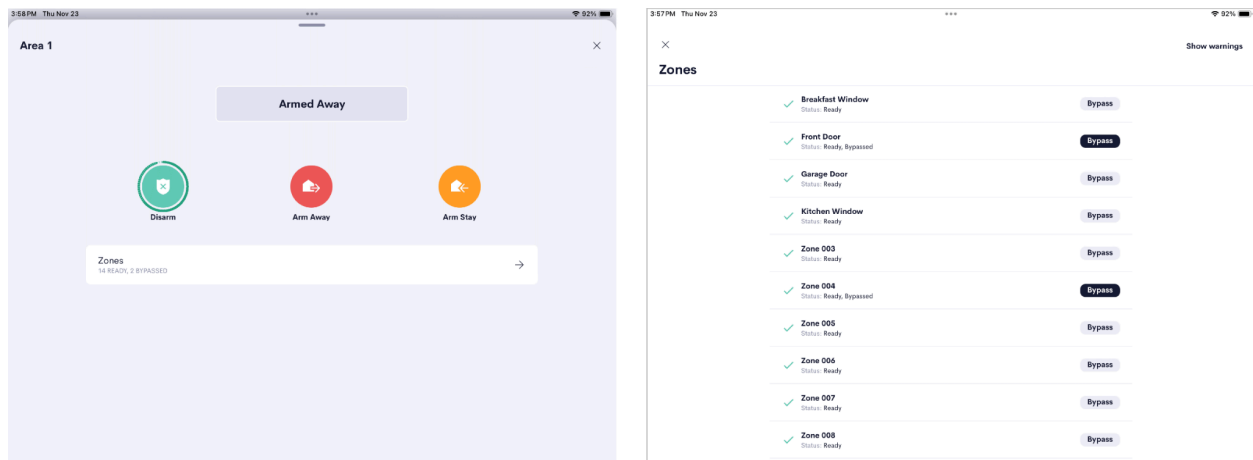 3:58 PM Thu Nov 23
92%
Area 1
Armed Away
Disarm
Arm Away
Arm Stay
Zones
14 READY, 2 BYPASSED
3:57 PM Thu Nov 23
92%
Show warnings
Zones
Breakfast Window
Status: Ready
Bypass
Front Door
Status: Ready, Bypassed
Bypass
Garage Door
Status: Ready
Bypass
Kitchen Window
Status: Ready
Bypass
Zone 003
Status: Ready
Bypass
Zone 004
Status: Ready, Bypassed
Bypass
Zone 005
Status: Ready
Bypass
Zone 006
Status: Ready
Bypass
Zone 007
Status: Ready
Bypass
Zone 008
Status: Ready
Bypass